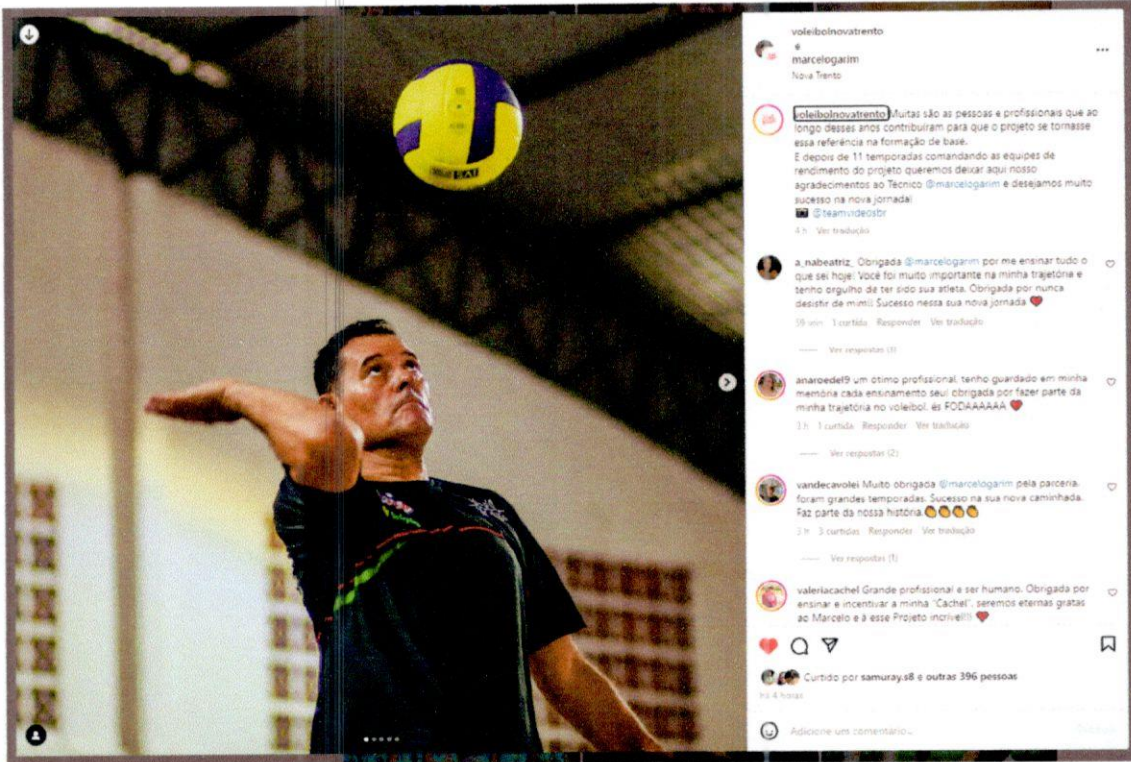 voleibolnovatrento
e
marcelogarim
Nova Trento
voleibolnovatrento Muitas são as pessoas e profissionais que ao
longo desses anos contribuíram para que o projeto se tornasse
essa referência na formação de base.
E depois de 11 temporadas comandando as equipes de
rendimento do projeto queremos deixar aqui nosso
agradecimentos ao Técnico @marcelogarim e desejamos muito
sucesso na nova jornada!
@teamvideosbr
4 h Ver tradução
a_nabeatriz_ Obrigada @marcelogarim por me ensinar tudo o
que sei hoje! Você foi muito importante na minha trajetória e
tenho orgulho de ter sido sua atleta. Obrigada por nunca
desistir de mim!! Sucesso nessa sua nova jornada ❤️
59 min 1 curtida Responder Ver tradução
Ver respostas (1)
anaroedel9 um otimo profissional, tenho guardado em minha
memória cada ensinamento seu! obrigada por fazer parte da
minha trajetória no voleibol, és FODAAAAAA ❤️
3 h 1 curtida Responder Ver tradução
Ver respostas (2)
vandecavolei Muito obrigada @marcelogarim pela parceria,
foram grandes temporadas. Sucesso na sua nova caminhada.
Faz parte da nossa história.👏👏👏👏
3 h 3 curtidas Responder Ver tradução
Ver respostas (1)
valeriacachel Grande profissional e ser humano. Obrigada por
ensinar e incentivar a minha "Cachel", seremos eternas gratas
ao Marcelo e à esse Projeto incrível!!! ❤️
Curtido por samuray.s8 e outras 396 pessoas
há 4 horas
Adicione um comentário...